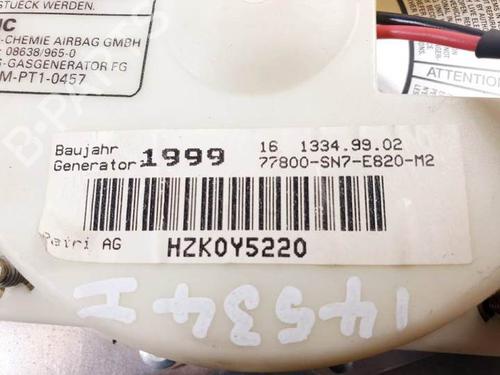 STUECK WERDEN.
-CHEMIE AIRBAG GMBH
: 08638/965-0
-GASGENERATOR FG
M-PT1-0457
ATTENTION
Baujahr
Generator: 1999
16 1334.99.02
77800-SN7-E820-M2
Petri AG
HZK0Y5220
14534 I
B-PARTS